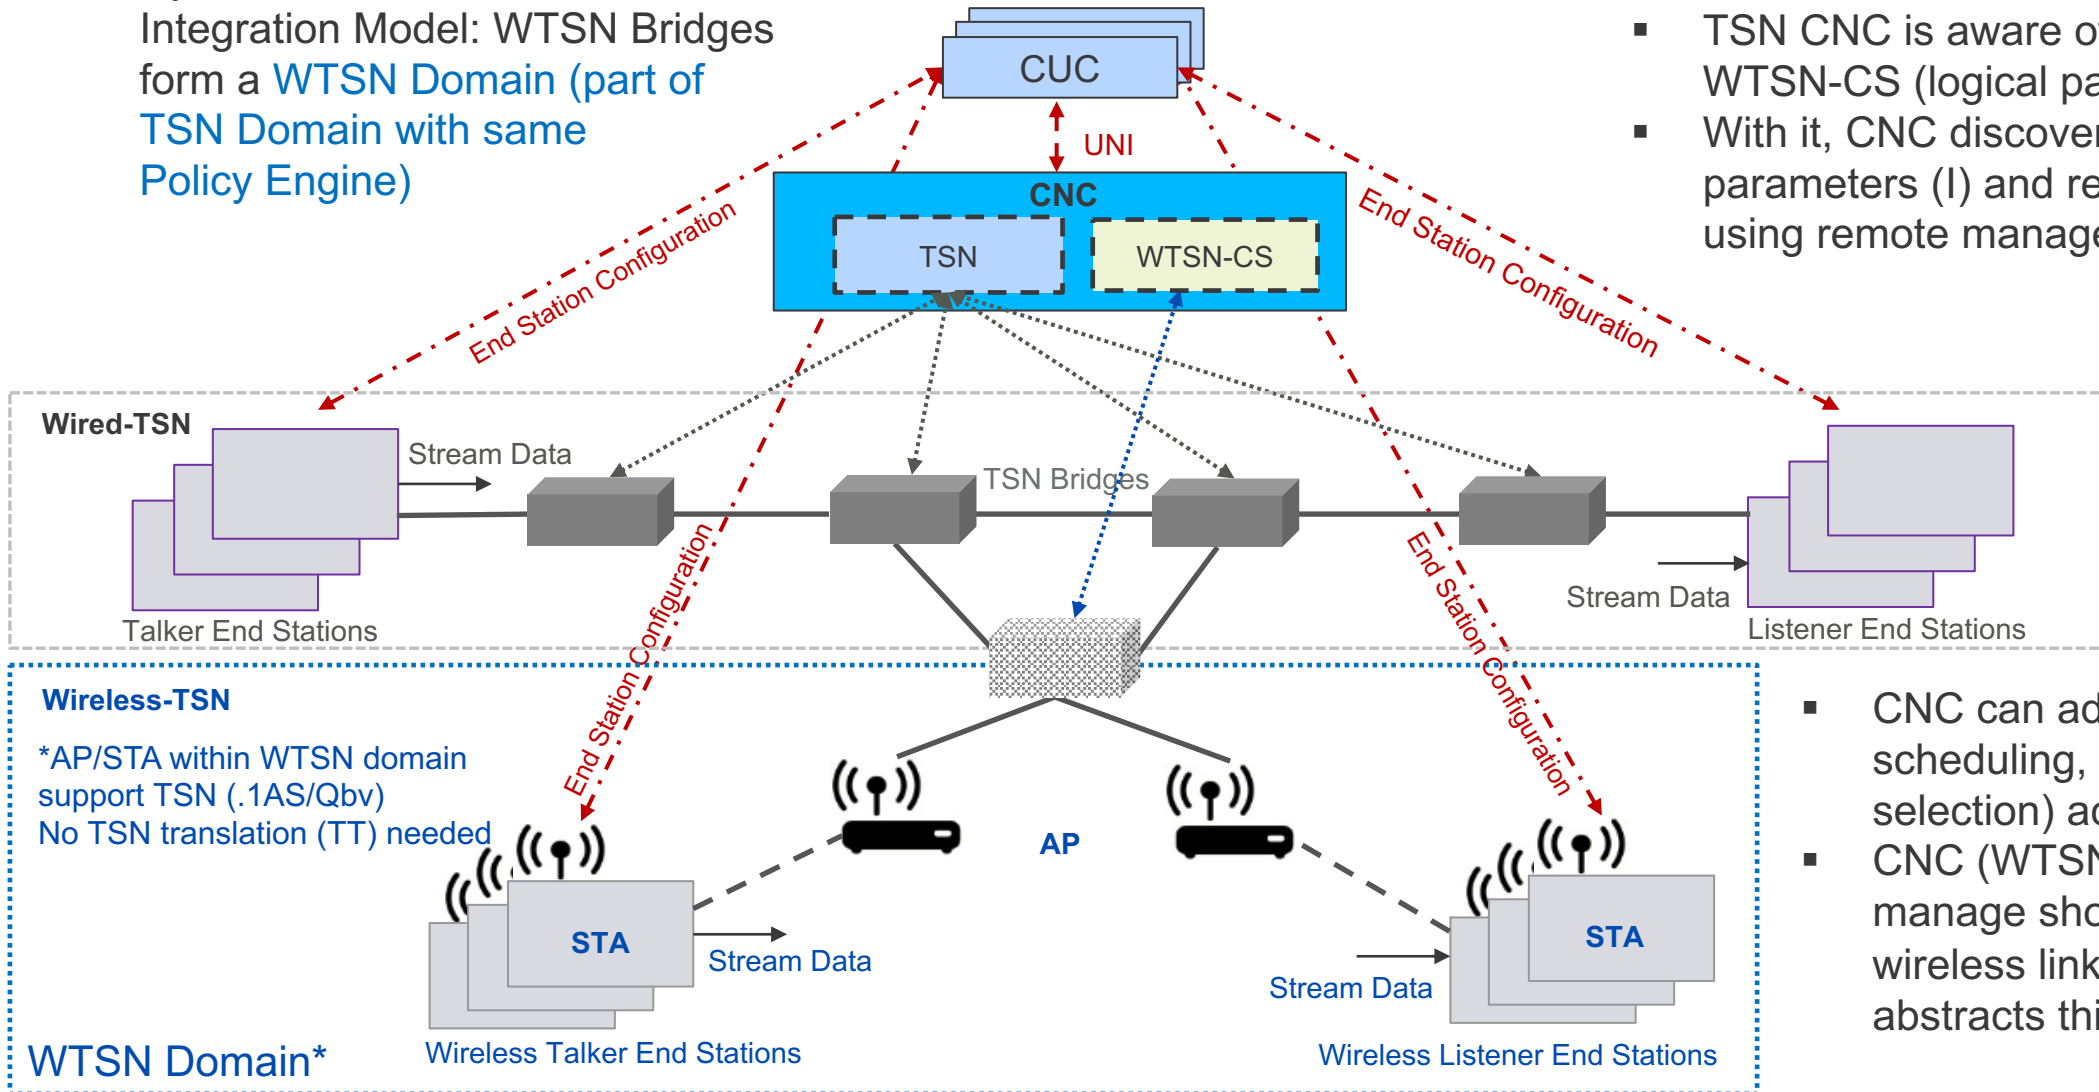 Integration Model: WTSN Bridges
form a WTSN Domain (part of
TSN Domain with same
Policy Engine)
CUC
UNI
CNC
TSN
WTSN-CS
End Station Configuration
End Station Configuration
▪ TSN CNC is aware of
WTSN-CS (logical pa
▪ With it, CNC discover
parameters (I) and re
using remote manage
Wired-TSN
Stream Data
TSN Bridges
Stream Data
Talker End Stations
Listener End Stations
End Station Configuration
End Station Configuration
Wireless-TSN
*AP/STA within WTSN domain
support TSN (.1AS/Qbv)
No TSN translation (TT) needed
AP
STA
Stream Data
STA
Stream Data
Wireless Talker End Stations
Wireless Listener End Stations
WTSN Domain*
▪ CNC can ad
scheduling,
selection) ac
▪ CNC (WTSN
manage sho
wireless link
abstracts thi